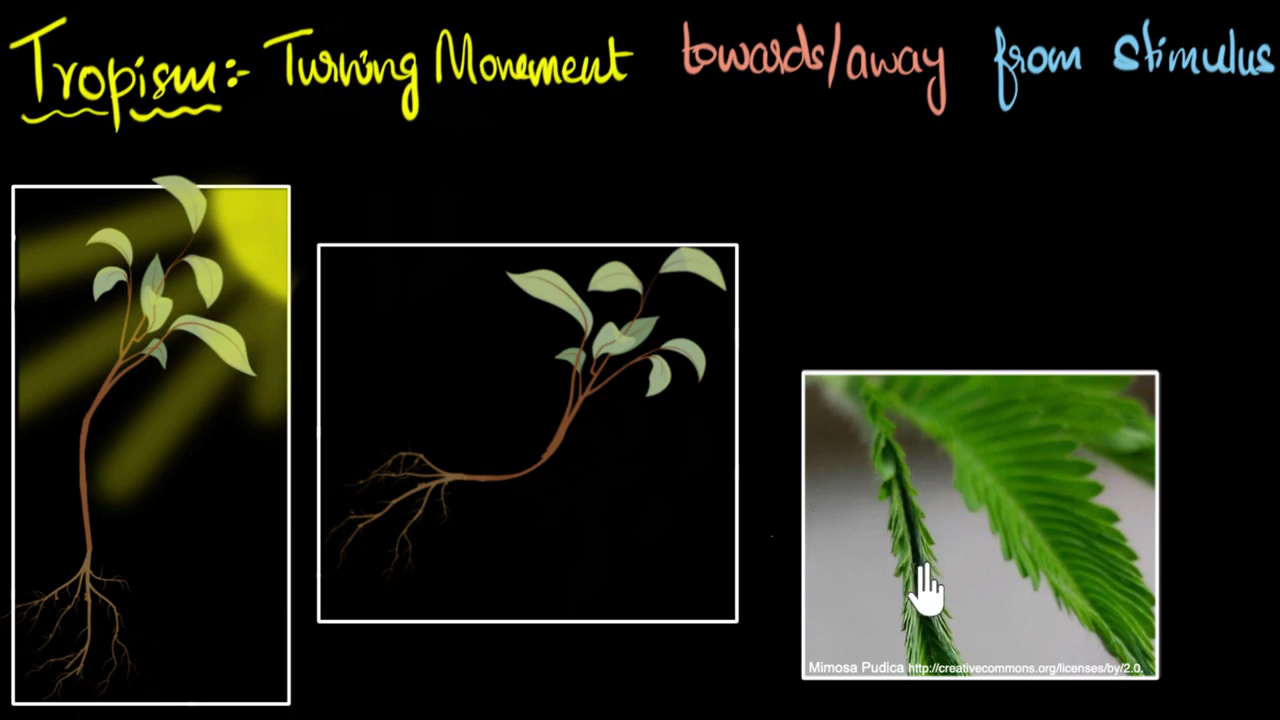 Tropism:- Turning Movement towards/away from Stimulus
Mimosa Pudica http://creativecommons.org/licenses/by/2.0.